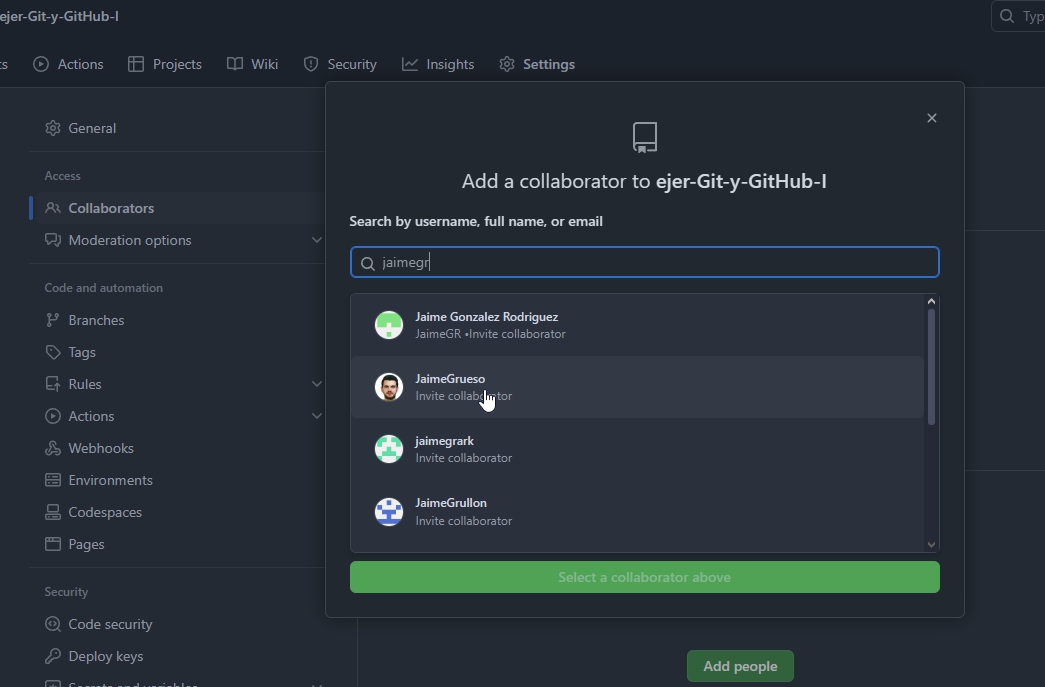 ejer-Git-y-GitHub-I
Typ
ts
Actions
Projects
Wiki
Security
Insights
Settings
General
Access
Collaborators
Moderation options
Code and automation
Branches
Tags
Rules
Actions
Webhooks
Environments
Codespaces
Pages
Security
Code security
Deploy keys
Secrets and variables
Add a collaborator to ejer-Git-y-GitHub-I
Search by username, full name, or email
jaimegr
Jaime Gonzalez Rodriguez
JaimeGR •Invite collaborator
JaimeGrueso
Invite collaborator
jaimegrark
Invite collaborator
JaimeGrullon
Invite collaborator
Select a collaborator above
Add people